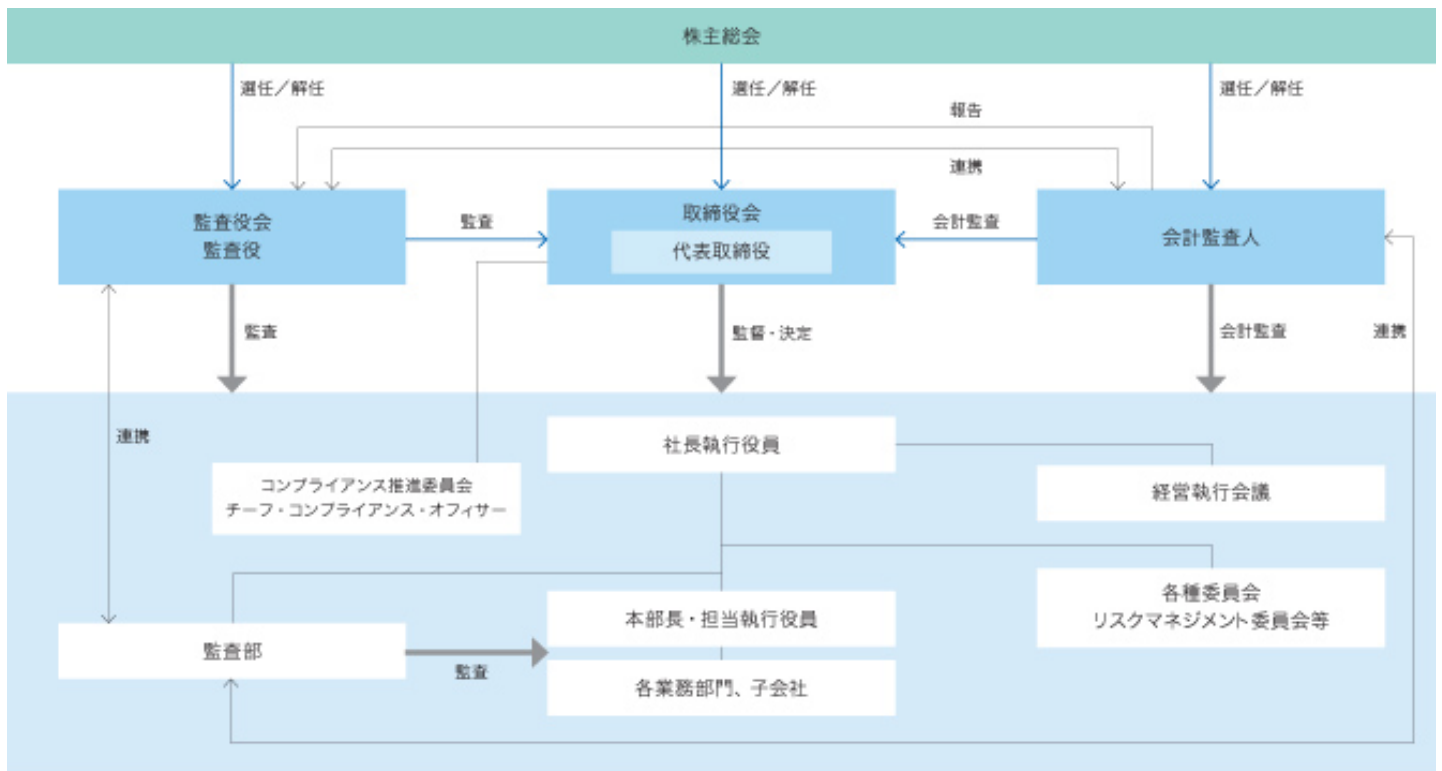 株主総会
選任／解任
選任／解任
選任／解任
報告
連携
監査役会
監査役
監査
取締役会
代表取締役
会計監査
会計監査人
監査
監督・決定
会計監査
連携
連携
社長執行役員
コンプライアンス推進委員会
チーフ・コンプライアンス・オフィサー
経営執行会議
各種委員会
リスクマネジメント委員会等
本部長・担当執行役員
監査部
監査
各業務部門、子会社